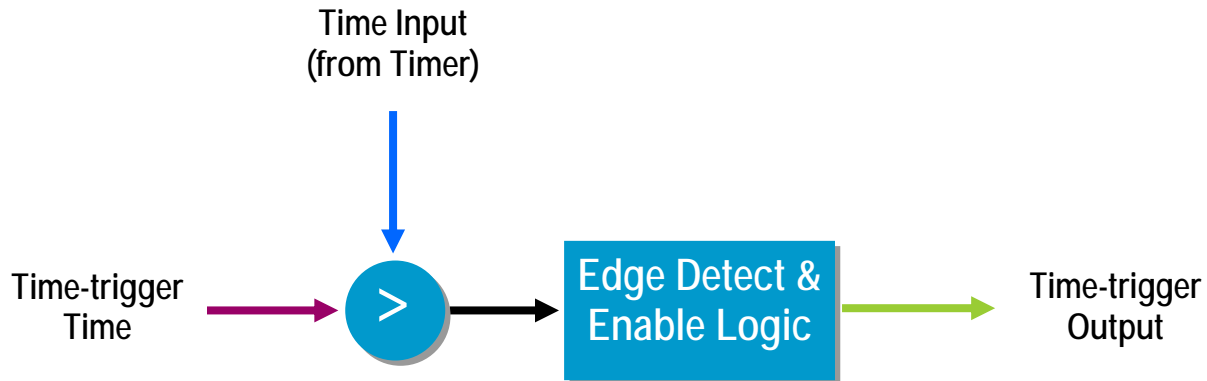 Time Input
(from Timer)
Time-trigger
Time
>
Edge Detect &
Enable Logic
Time-trigger
Output